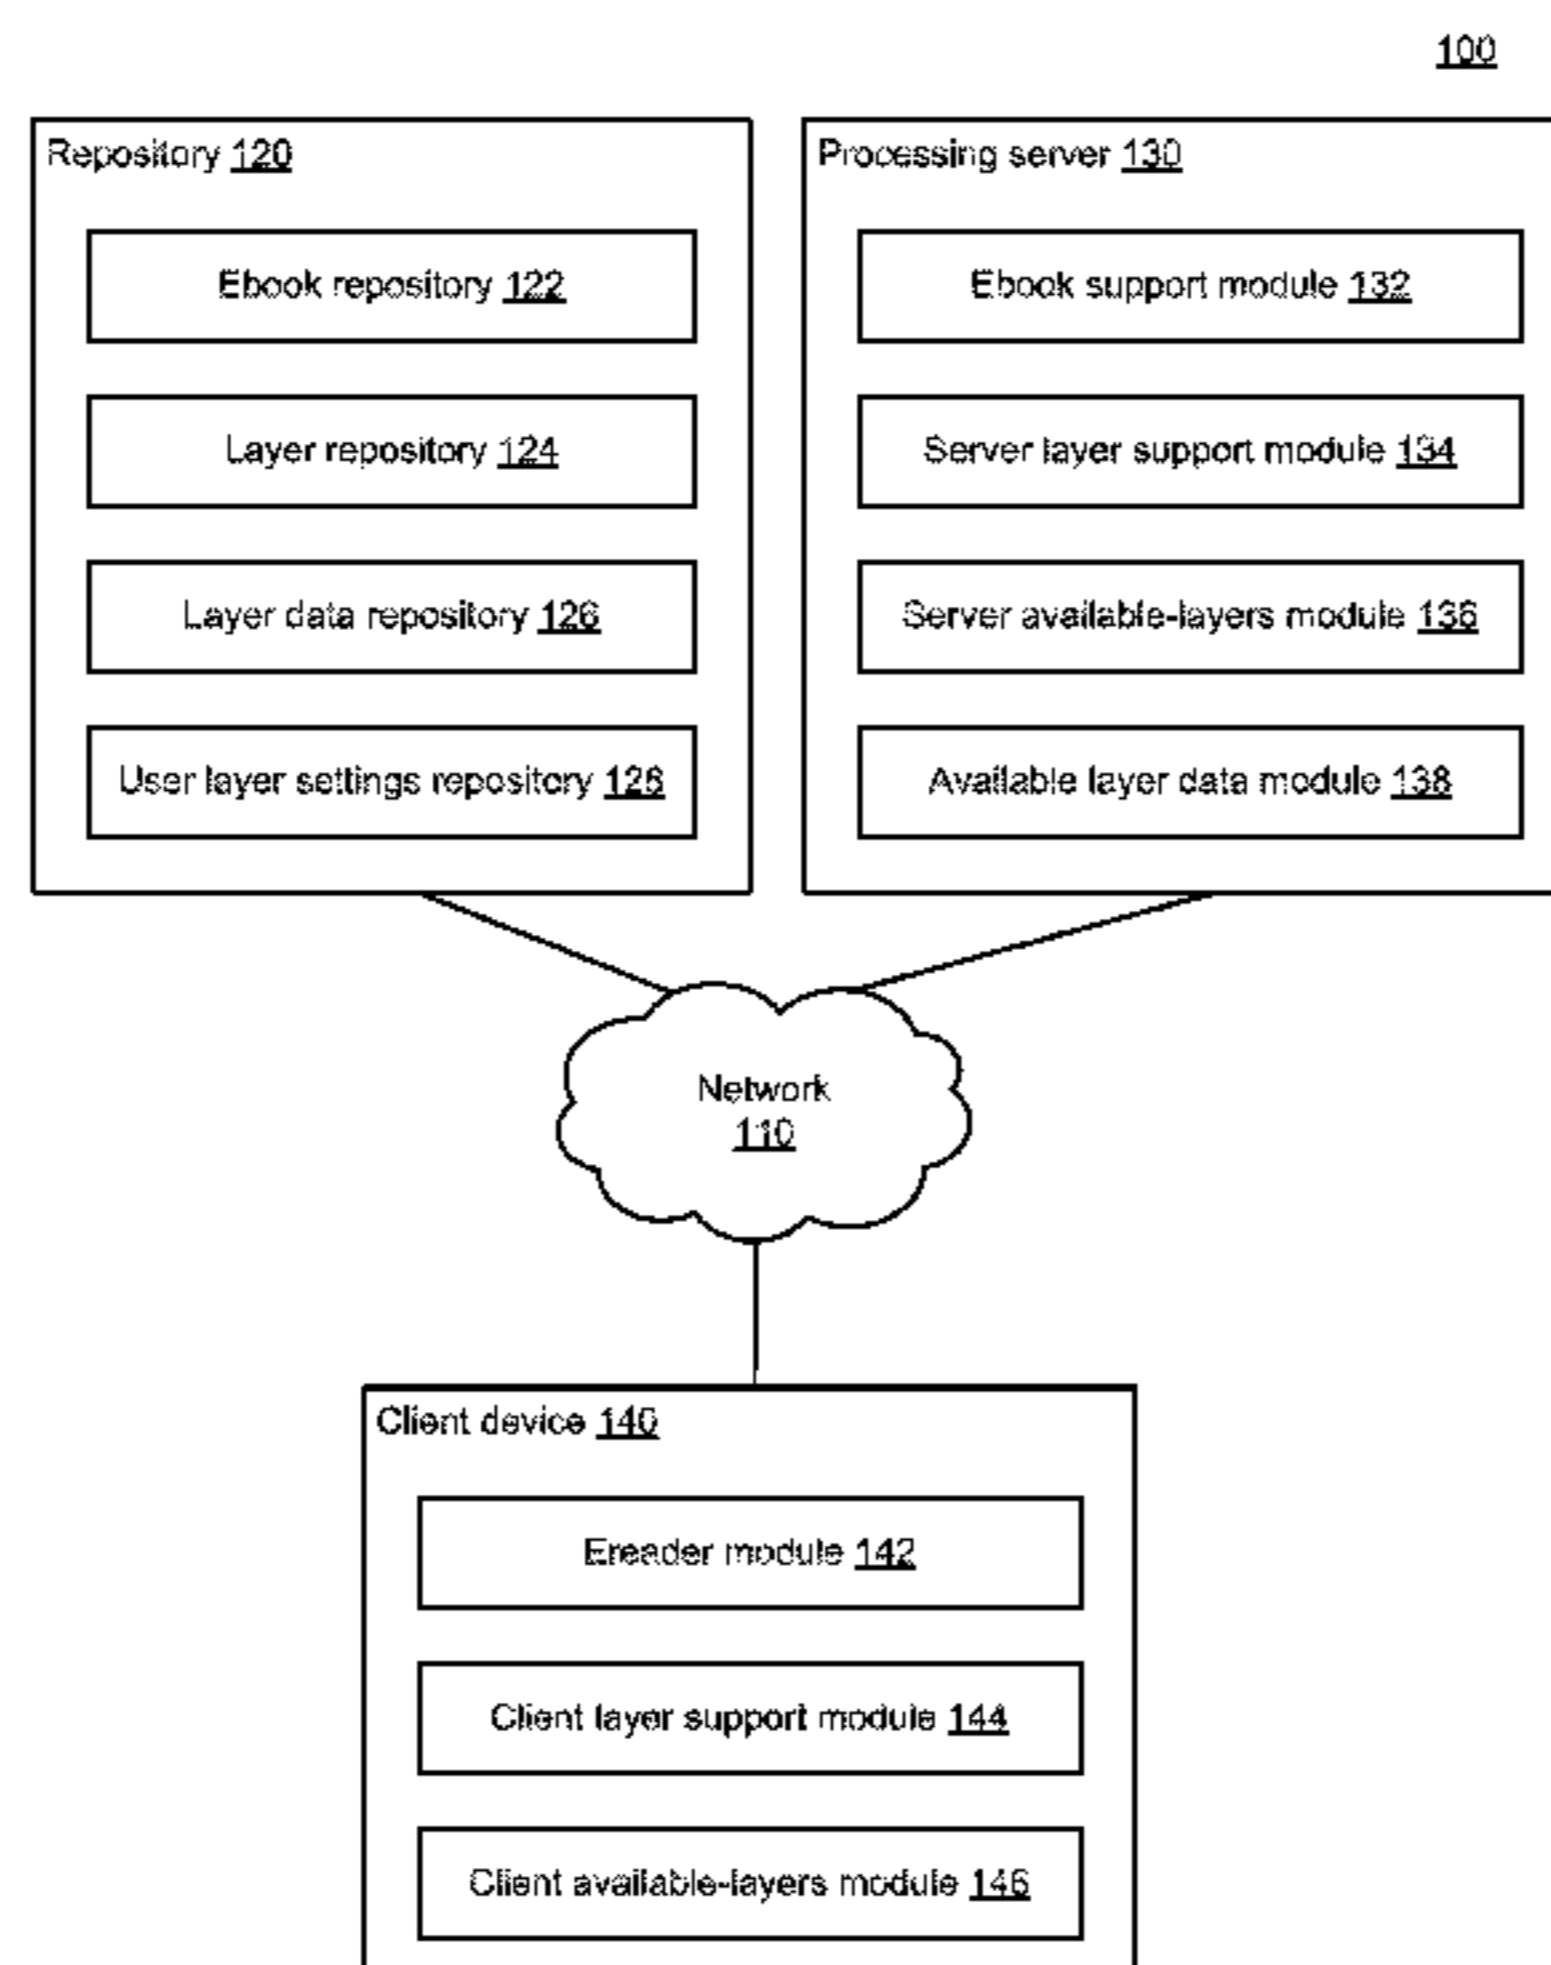 100
Repository 120
Ebook repository 122
Layer repository 124
Layer data repository 126
User layer settings repository 128
Processing server 130
Ebook support module 132
Server layer support module 134
Server available-layers module 136
Available layer data module 138
Network
110
Client device 140
Ereader module 142
Client layer support module 144
Client available-layers module 146